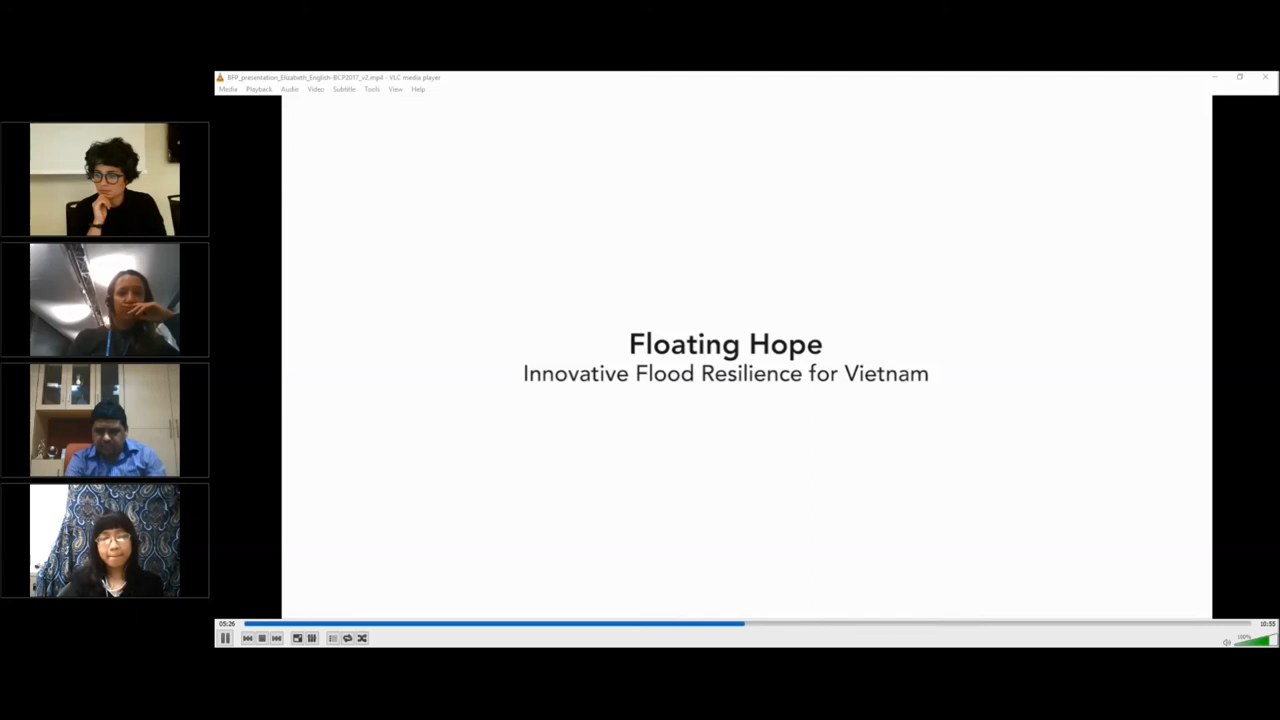 BFP_presentation_Elizabeth_English-BCP2017_v2.mp4 - VLC media player
Media Playback Audio Video Subtitle Tools View Help
Floating Hope
Innovative Flood Resilience for Vietnam
05:26
10:55
100%